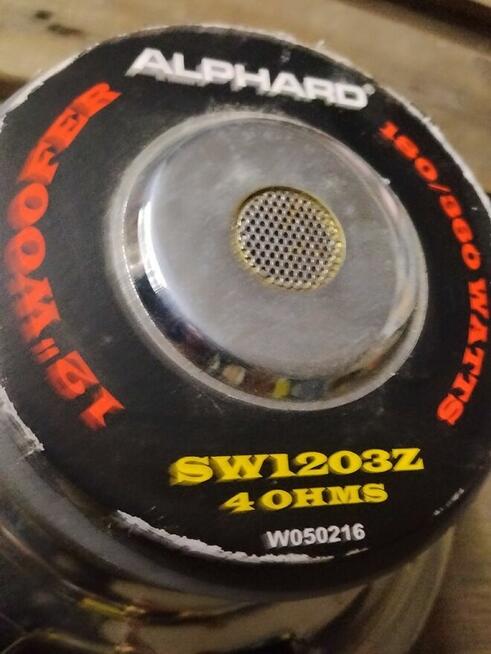 ALPHARD®
12" WOOFER
180/360 WATTS
SW1203Z
4 OHMS
W050216